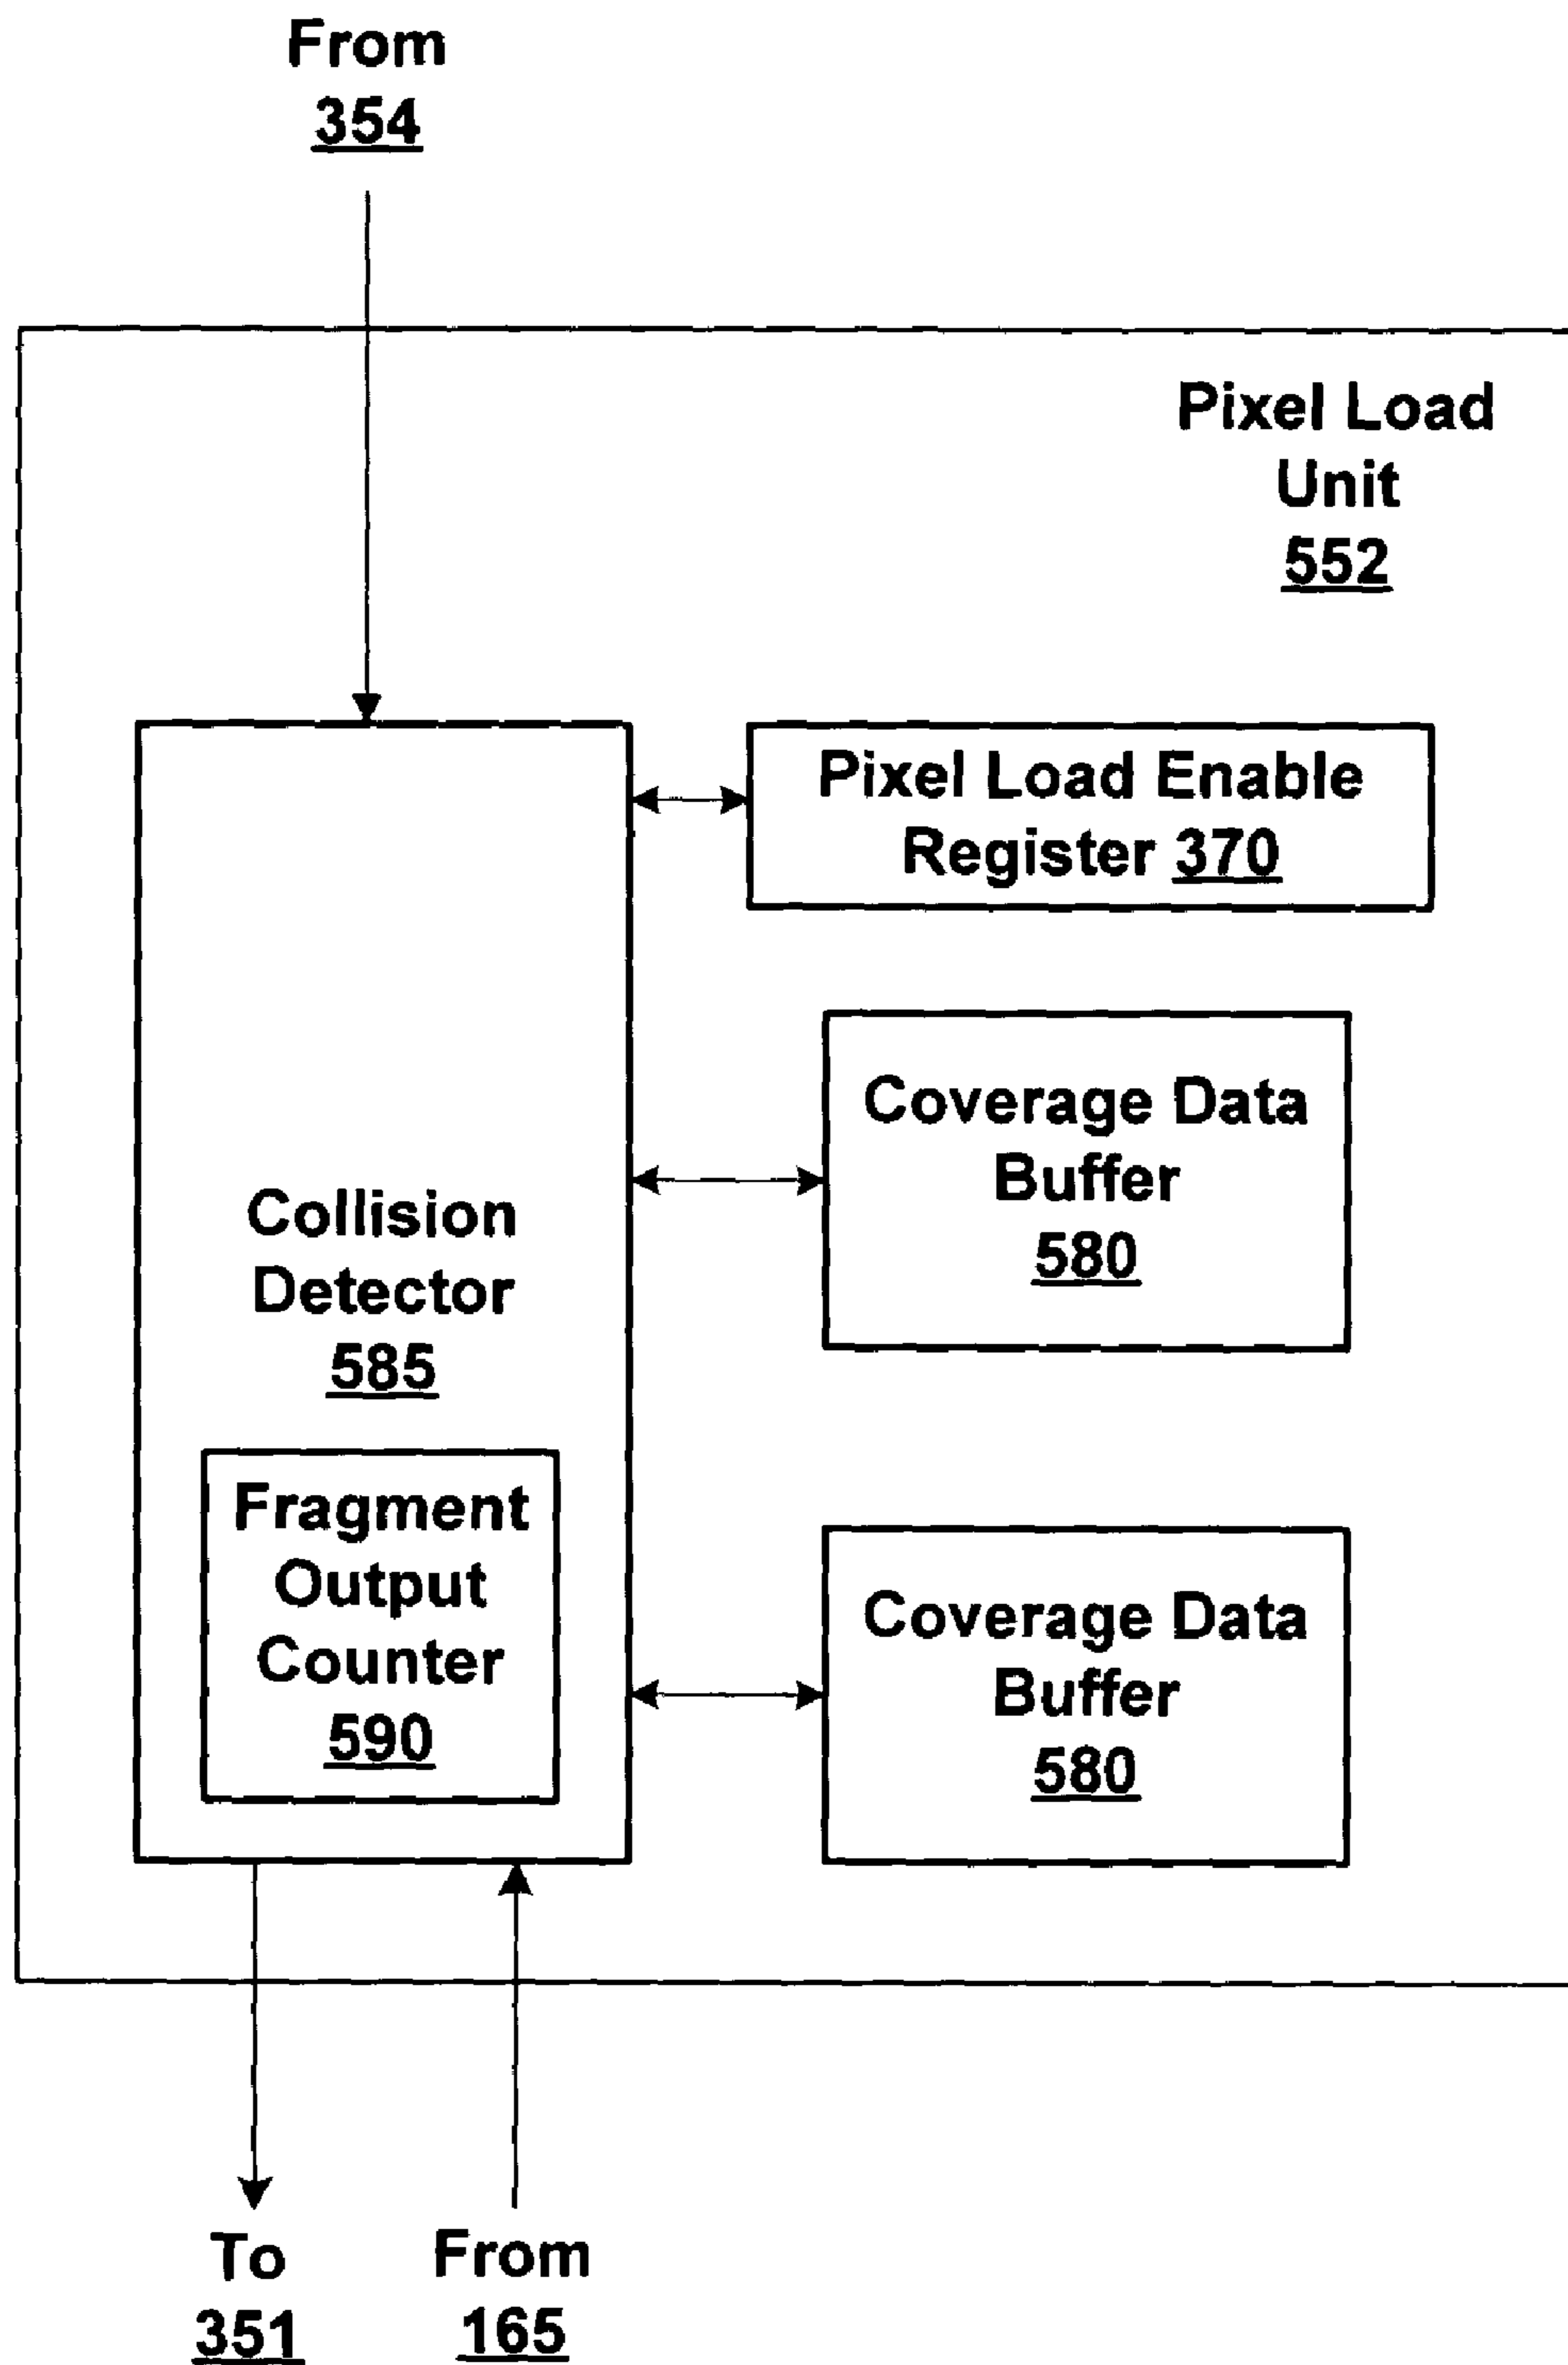 From
354
Pixel Load
Unit
552
Pixel Load Enable
Register 370
Coverage Data
Buffer
580
Collision
Detector
585
Fragment
Output
Counter
590
Coverage Data
Buffer
580
To
351
From
165